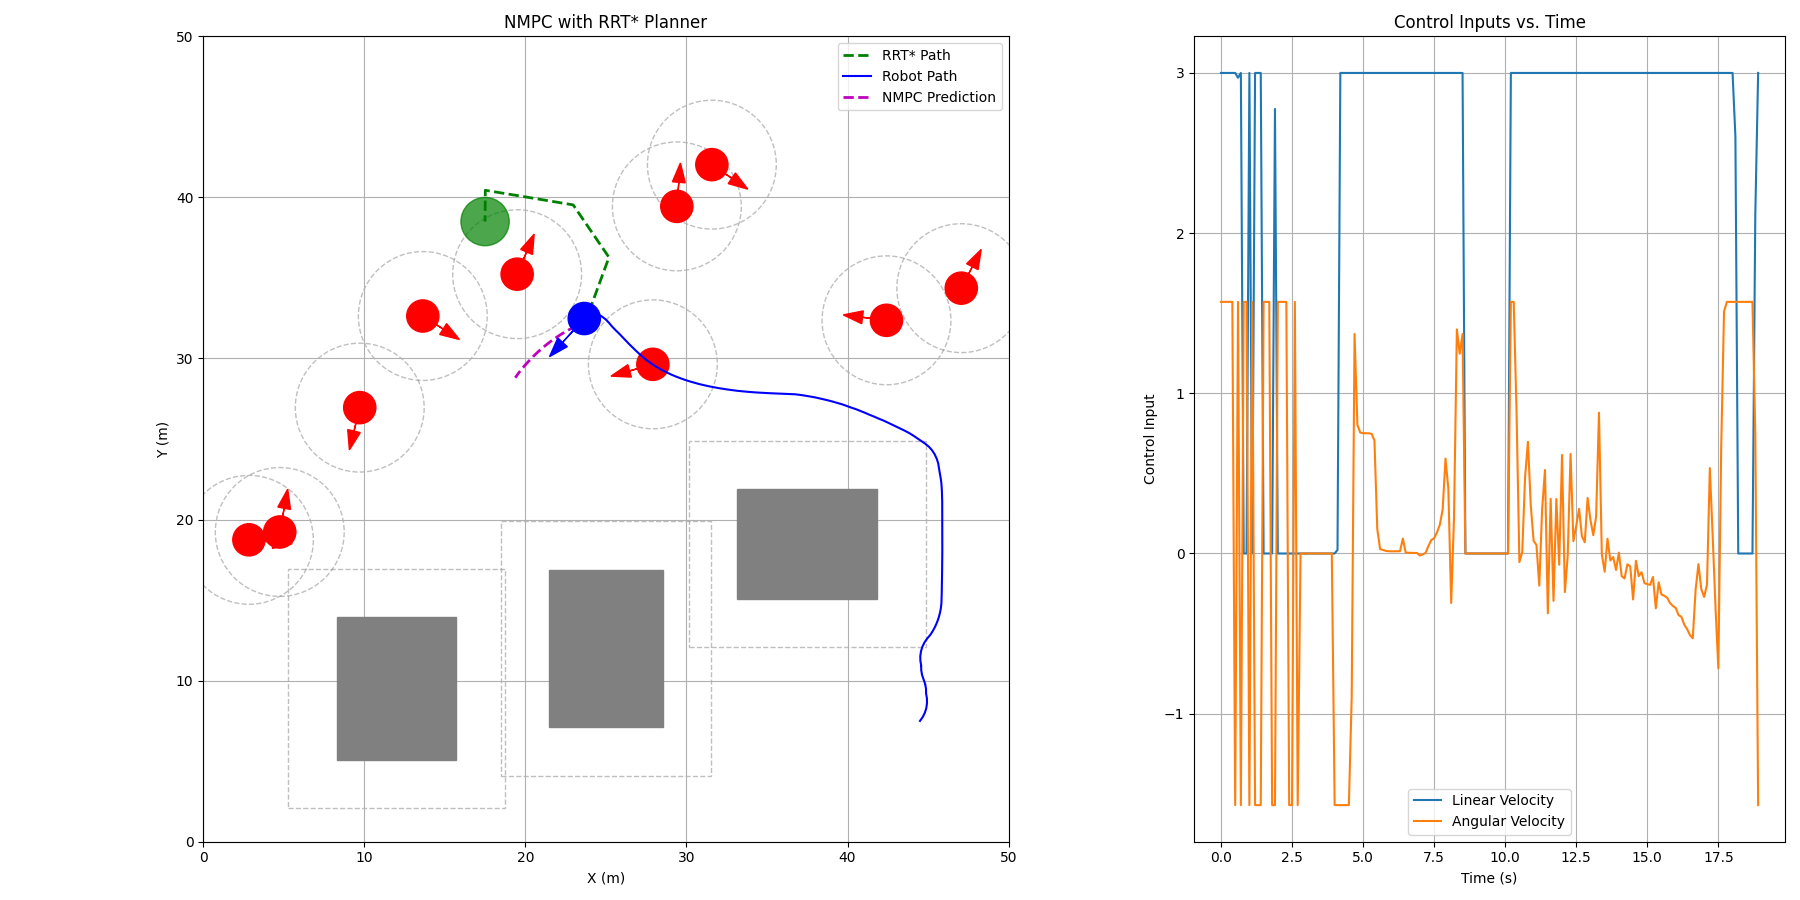 NMPC with RRT* Planner
50
40
30
20
10
0
Y (m)
0 10 20 30 40 50
X (m)
RRT* Path
Robot Path
NMPC Prediction
Control Inputs vs. Time
3
2
1
0
−1
Control Input
0.0 2.5 5.0 7.5 10.0 12.5 15.0 17.5
Time (s)
Linear Velocity
Angular Velocity